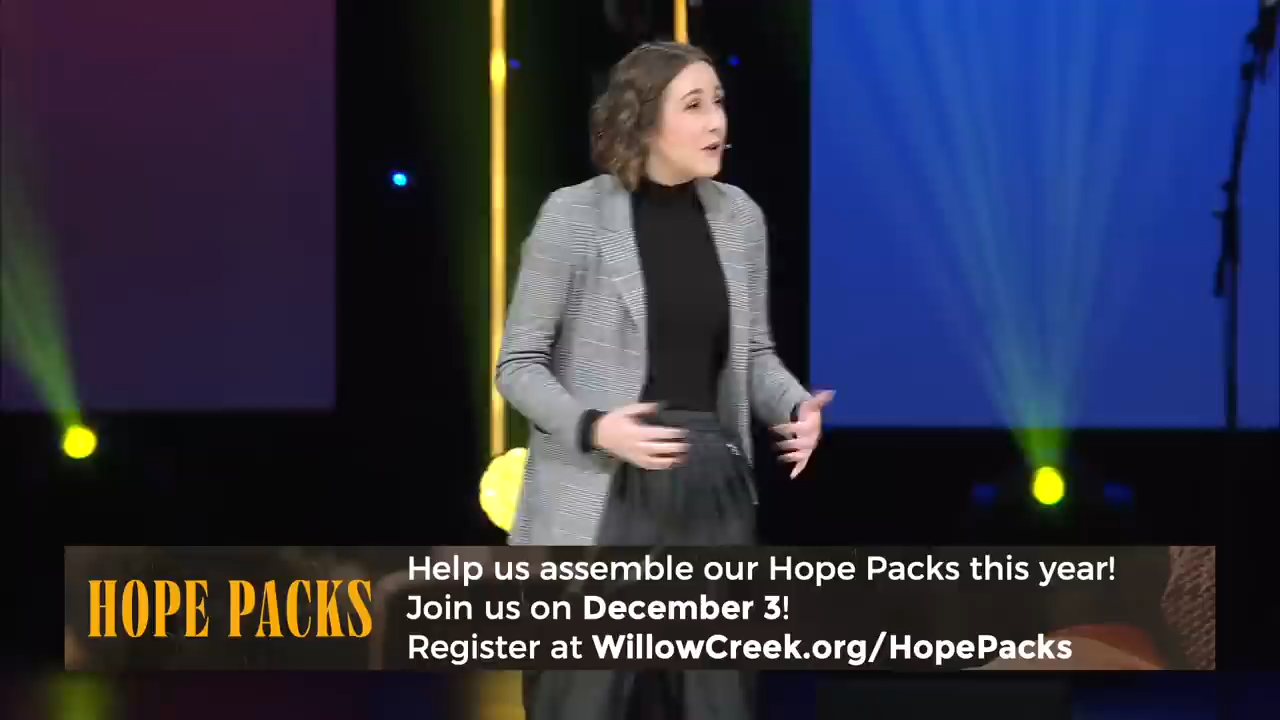 HOPE PACKS
Help us assemble our Hope Packs this year!
Join us on December 3!
Register at WillowCreek.org/HopePacks